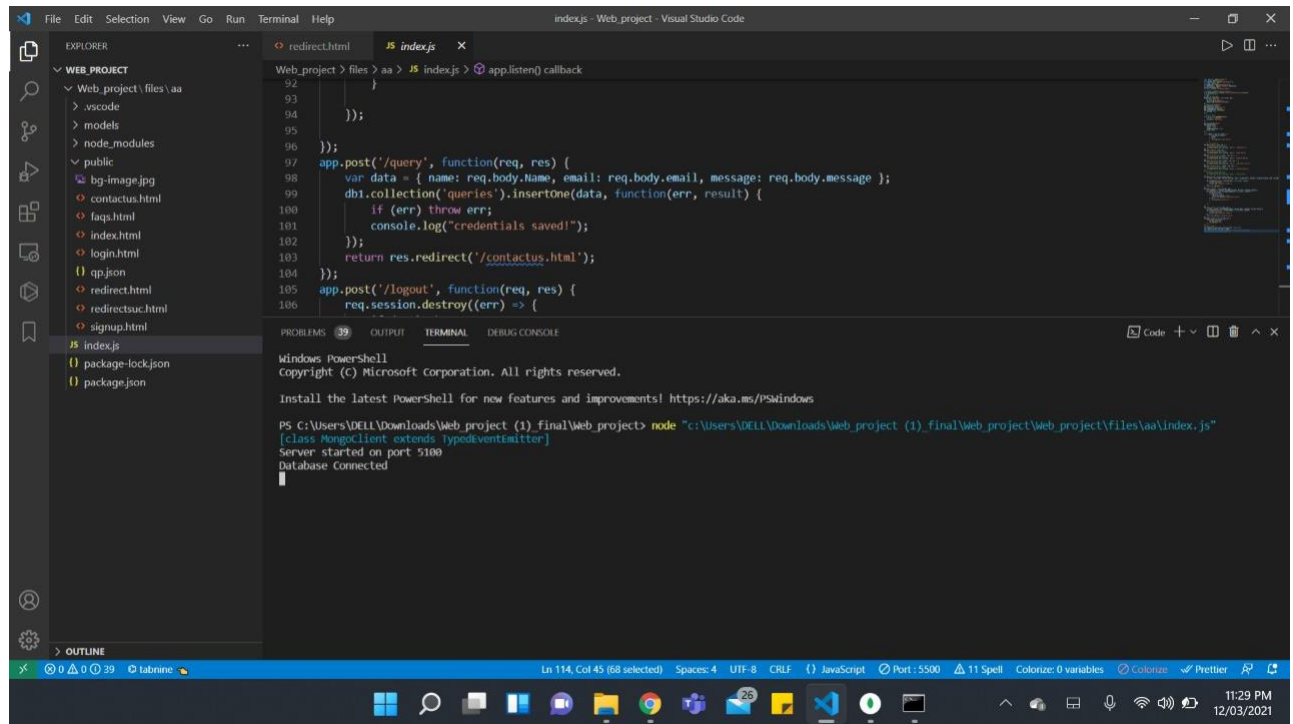 File Edit Selection View Go Run Terminal Help index.js - Web_project - Visual Studio Code
EXPLORER
WEB_PROJECT
Web_project \ files \ aa
.vscode
models
node_modules
public
bg-image.jpg
contactus.html
faqs.html
index.html
login.html
{} qp.json
redirect.html
redirectsuc.html
signup.html
JS index.js
{} package-lock.json
{} package.json
OUTLINE
redirect.html JS index.js
Web_project > files > aa > JS index.js > app.listen() callback
92 }
93
94 });
95
96 });
97 app.post('/query', function(req, res) {
98 var data = { name: req.body.Name, email: req.body.email, message: req.body.message };
99 db1.collection('queries').insertOne(data, function(err, result) {
100 if (err) throw err;
101 console.log("credentials saved!");
102 });
103 return res.redirect('/contactus.html');
104 });
105 app.post('/logout', function(req, res) {
106 req.session.destroy((err) => {
PROBLEMS 39 OUTPUT TERMINAL DEBUG CONSOLE Code
Windows PowerShell
Copyright (C) Microsoft Corporation. All rights reserved.
Install the latest PowerShell for new features and improvements! https://aka.ms/PSWindows
PS C:\Users\DELL\Downloads\Web_project (1)_final\Web_project> node "c:\Users\DELL\Downloads\Web_project (1)_final\Web_project\Web_project\files\aa\index.js"
[class MongoClient extends TypedEventEmitter]
Server started on port 5100
Database Connected
0 0 39 tabnine Ln 114, Col 45 (68 selected) Spaces: 4 UTF-8 CRLF {} JavaScript Port : 5500 11 Spell Colorize: 0 variables Colorize Prettier
26
11:29 PM
12/03/2021